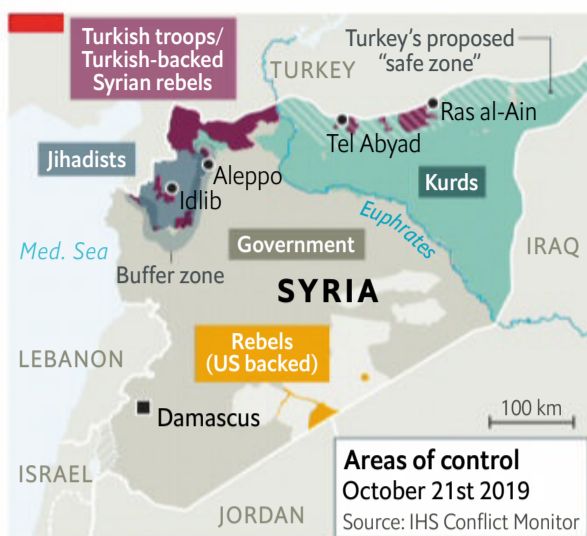 Turkish troops/
Turkish-backed
Syrian rebels
Turkey’s proposed
“safe zone”
TURKEY
Ras al-Ain
Tel Abyad
Jihadists
Aleppo
Idlib
Kurds
Euphrates
Government
Med. Sea
IRAQ
Buffer zone
SYRIA
Rebels
(US backed)
LEBANON
100 km
Damascus
Areas of control
October 21st 2019
Source: IHS Conflict Monitor
ISRAEL
JORDAN